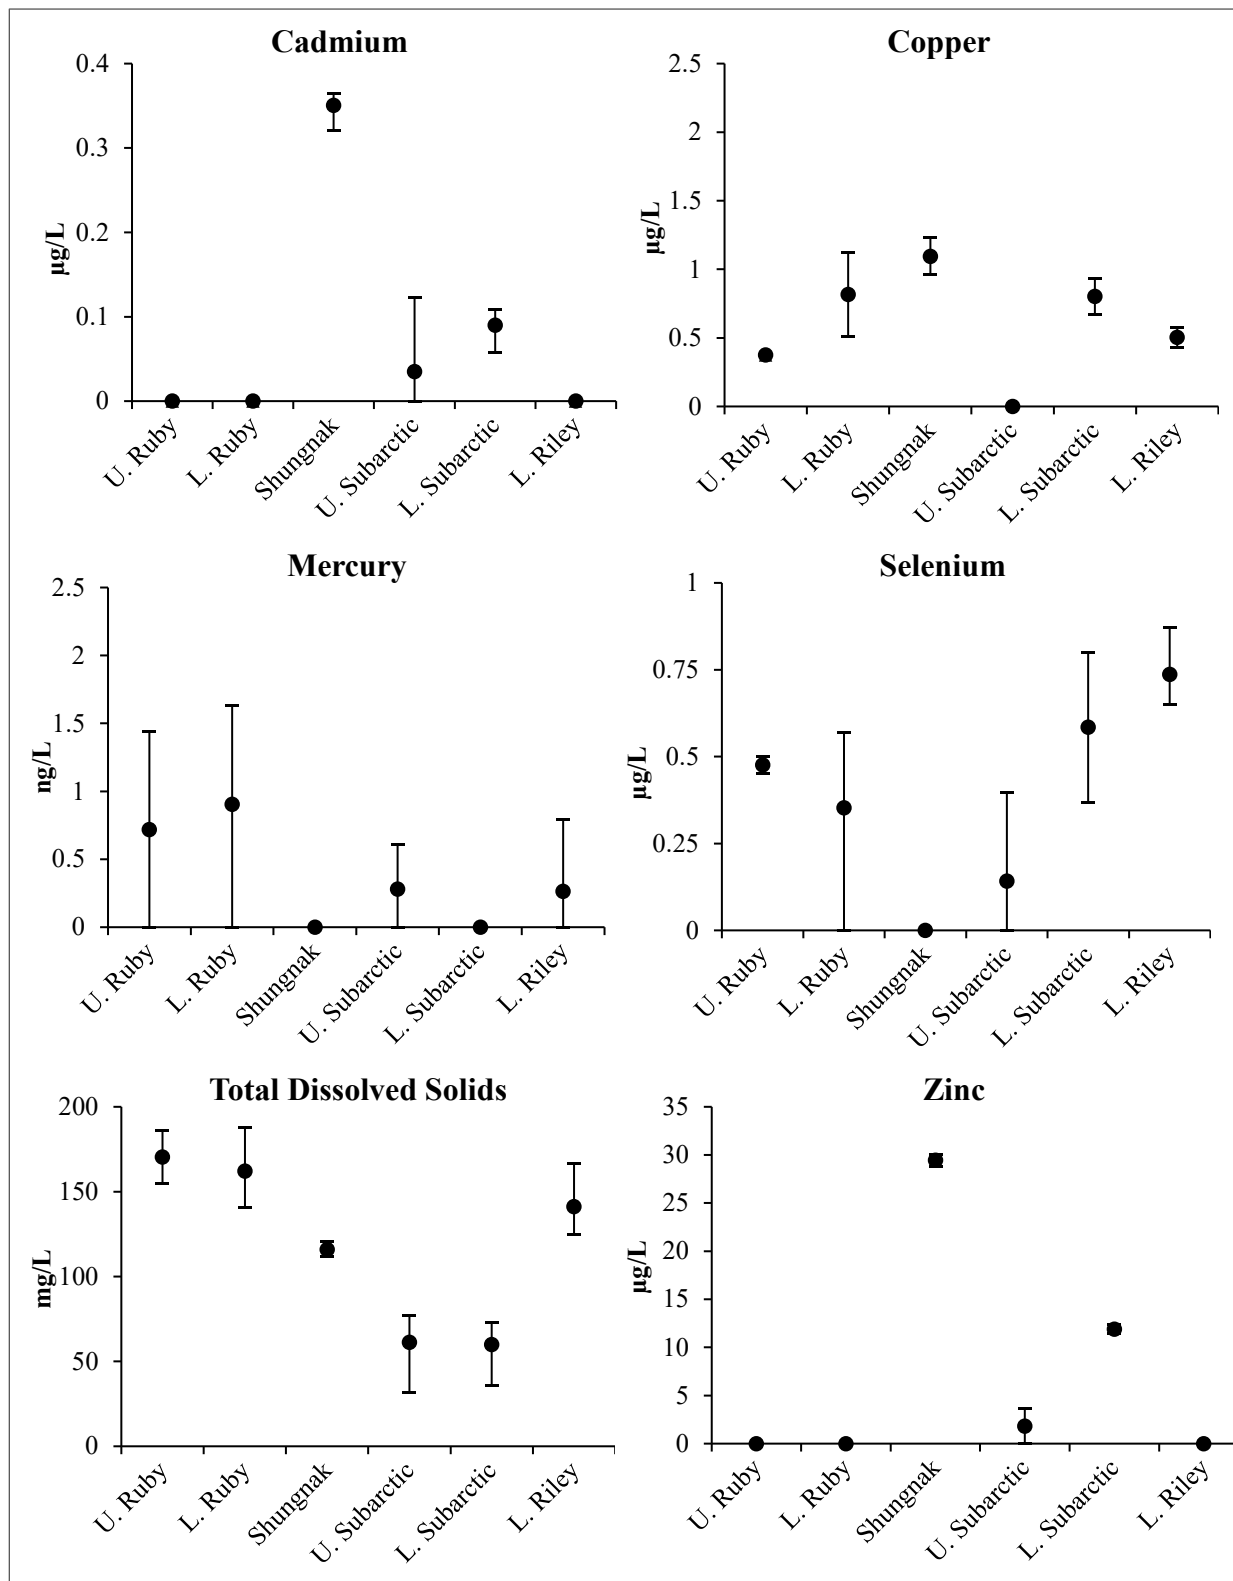 Cadmium
0.4
0.3
0.2
0.1
0
µg/L
U. Ruby
L. Ruby
Shungnak
U. Subarctic
L. Subarctic
L. Riley
Copper
2.5
2
1.5
1
0.5
0
µg/L
U. Ruby
L. Ruby
Shungnak
U. Subarctic
L. Subarctic
L. Riley
Mercury
2.5
2
1.5
1
0.5
0
ng/L
U. Ruby
L. Ruby
Shungnak
U. Subarctic
L. Subarctic
L. Riley
Selenium
1
0.75
0.5
0.25
0
µg/L
U. Ruby
L. Ruby
Shungnak
U. Subarctic
L. Subarctic
L. Riley
Total Dissolved Solids
200
150
100
50
0
mg/L
U. Ruby
L. Ruby
Shungnak
U. Subarctic
L. Subarctic
L. Riley
Zinc
35
30
25
20
15
10
5
0
µg/L
U. Ruby
L. Ruby
Shungnak
U. Subarctic
L. Subarctic
L. Riley